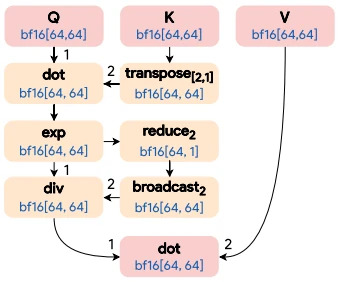 Q
bf16[64,64]
K
bf16[64,64]
V
bf16[64,64]
1
dot
bf16[64, 64]
2
transpose[2,1]
bf16[64, 64]
exp
bf16[64, 64]
reduce2
bf16[64, 1]
1
div
bf16[64, 64]
2
broadcast2
bf16[64, 64]
1
dot
bf16[64, 64]
2